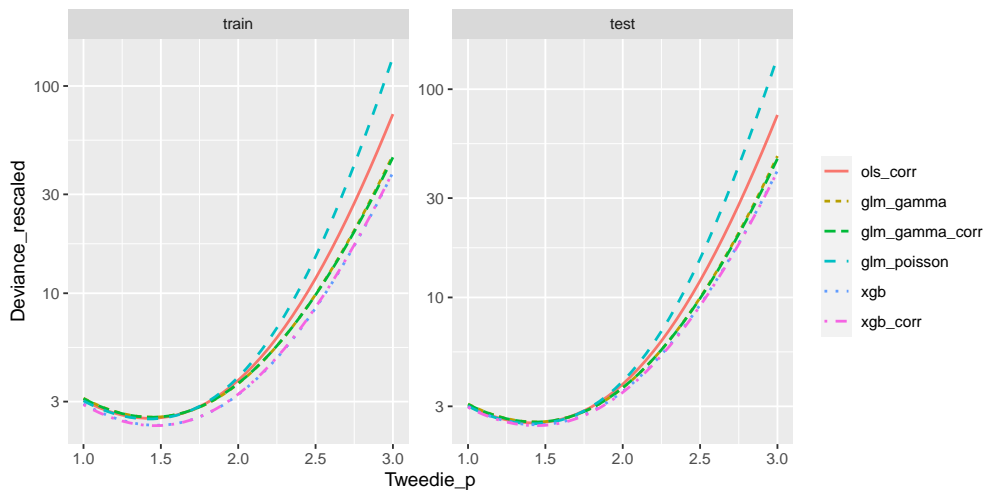 train
test
100
30
10
3
100
30
10
3
Deviance_rescaled
1.0 1.5 2.0 2.5 3.0
1.0 1.5 2.0 2.5 3.0
Tweedie_p
ols_corr
glm_gamma
glm_gamma_corr
glm_poisson
xgb
xgb_corr